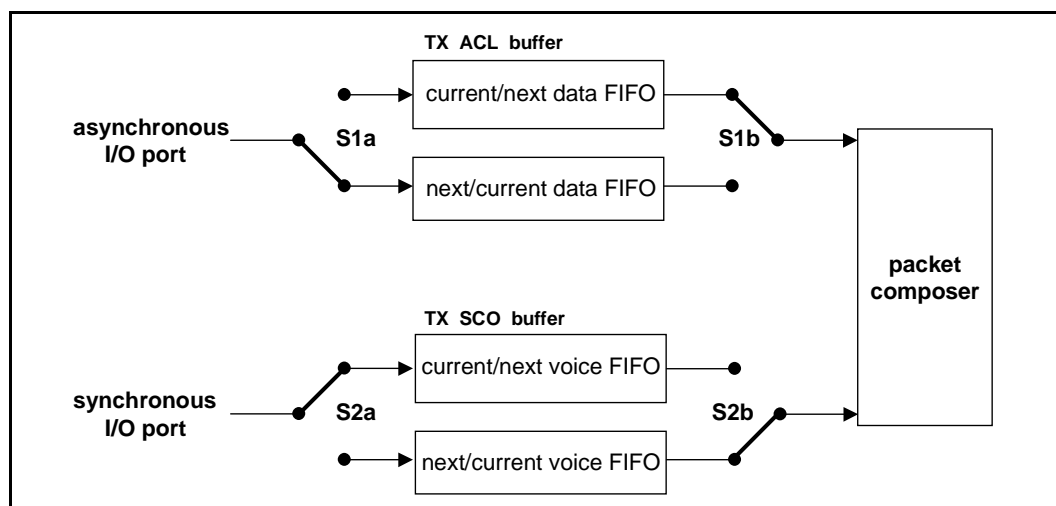 TX ACL buffer
current/next data FIFO
asynchronous
I/O port
S1a
S1b
next/current data FIFO
packet
composer
TX SCO buffer
current/next voice FIFO
synchronous
I/O port
S2a
S2b
next/current voice FIFO